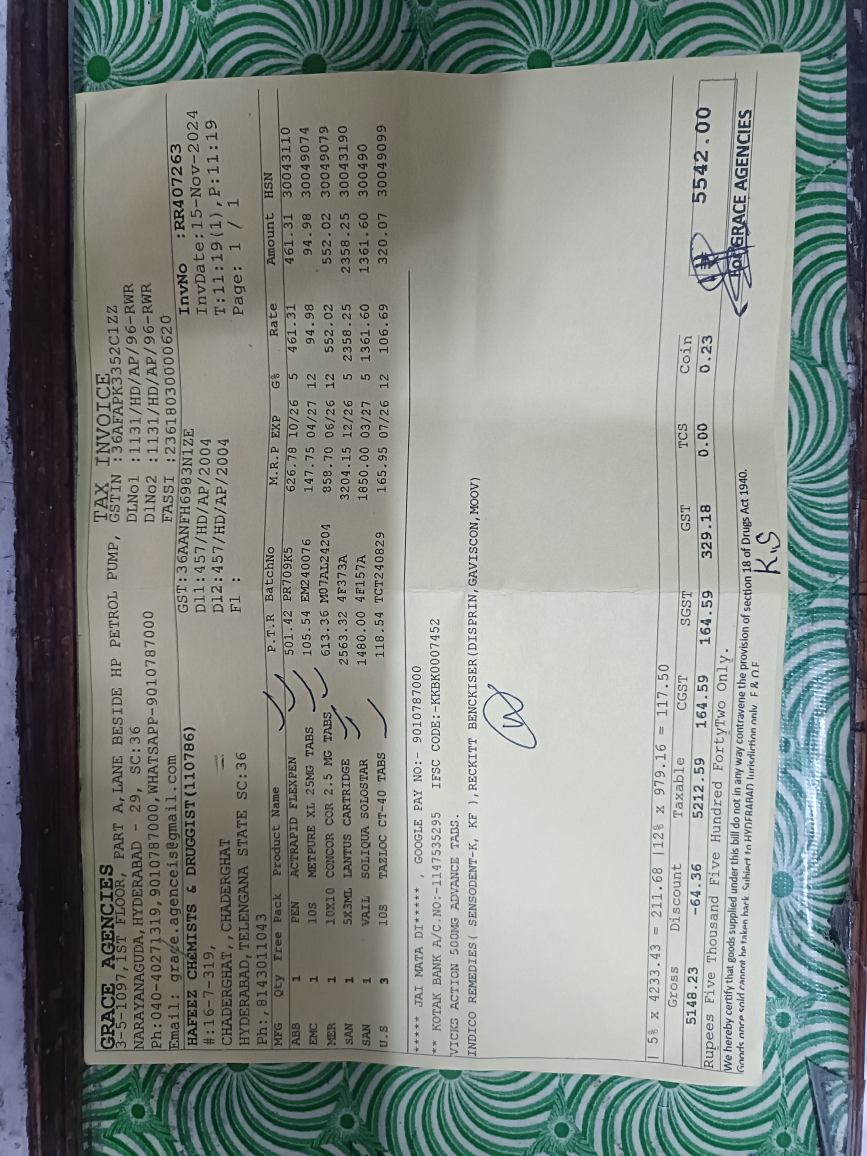 TAX INVOICE
GRACE AGENCIES
3-5-1097,1ST FLOOR, PART A,LANE BESIDE HP PETROL PUMP, GSTIN :36AFAPK3352C1ZZ
NARAYANAGUDA,HYDERABAD - 29, SC:36 DLNo1 :1131/HD/AP/96-RWR
Ph:040-40271319,9010787000,WHATSAPP-9010787000 DlNo2 :1131/HD/AP/96-RWR
Email: grace.agenceis@gmail.com FASSI :23618030000620
HAFEEZ CHEMISTS & DRUGGIST(110786) GST:36AANFH6983N1ZE InvNo :RR407263
#:16-7-319, Dl1:457/HD/AP/2004 InvDate:15-Nov-2024
CHADERGHAT,,CHADERGHAT Dl2:457/HD/AP/2004 T:11:19(1),P:11:19
HYDERABAD,TELENGANA STATE SC:36 Fl : Page: 1 / 1
Ph:,8143011043
MFG Qty Free Pack Product Name P.T.R BatchNo M.R.P EXP G% Rate Amount HSN
ABB 1 PEN ACTRAPID FLEXPEN 501.42 PR709K5 626.78 10/26 5 461.31 461.31 30043110
EMC 1 10S METPURE XL 25MG TABS 105.54 EM240076 147.75 04/27 12 94.98 94.98 30049074
MER 1 10X10 CONCOR COR 2.5 MG TABS 613.36 M07AL24204 858.70 06/26 12 552.02 552.02 30049079
SAN 1 5X3ML LANTUS CARTRIDGE 2563.32 4F373A 3204.15 12/26 5 2358.25 2358.25 30043190
SAN 1 VAIL SOLIQUA SOLOSTAR 1480.00 4F157A 1850.00 03/27 5 1361.60 1361.60 300490
U.S 3 10S TAZLOC CT-40 TABS 118.54 TCT240829 165.95 07/26 12 106.69 320.07 30049099
***** JAI MATA DI***** , GOOGLE PAY NO:- 9010787000
** KOTAK BANK A/C.NO:-1147535295 IFSC CODE:-KKBK0007452
VICKS ACTION 500MG ADVANCE TABS.
INDICO REMEDIES( SENSODENT-K, KF ),RECKITT BENCKISER(DISPRIN,GAVISCON,MOOV)
| 5% x 4233.43 = 211.68 |12% x 979.16 = 117.50
Gross Discount Taxable CGST SGST GST TCS Coin
5148.23 -64.36 5212.59 164.59 164.59 329.18 0.00 0.23 5542.00
Rupees Five Thousand Five Hundred FortyTwo Only.
We hereby certify that goods supplied under this bill do not in any way contravene the provision of section 18 of Drugs Act 1940.
Goods once sold cannot be taken back. Subject to HYDERABAD Jurisdiction only. E & O E
For GRACE AGENCIES
K.S